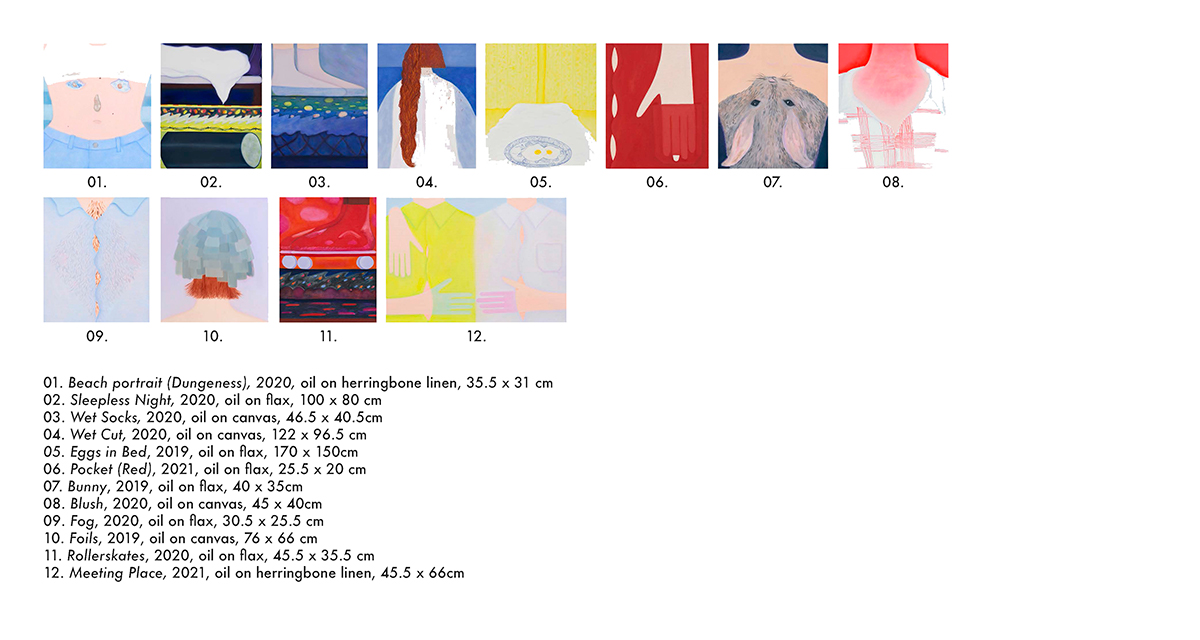 01. 02. 03. 04. 05. 06. 07. 08.
09. 10. 11. 12.
01. Beach portrait (Dungeness), 2020, oil on herringbone linen, 35.5 x 31 cm
02. Sleepless Night, 2020, oil on flax, 100 x 80 cm
03. Wet Socks, 2020, oil on canvas, 46.5 x 40.5cm
04. Wet Cut, 2020, oil on canvas, 122 x 96.5 cm
05. Eggs in Bed, 2019, oil on flax, 170 x 150cm
06. Pocket (Red), 2021, oil on flax, 25.5 x 20 cm
07. Bunny, 2019, oil on flax, 40 x 35cm
08. Blush, 2020, oil on canvas, 45 x 40cm
09. Fog, 2020, oil on flax, 30.5 x 25.5 cm
10. Foils, 2019, oil on canvas, 76 x 66 cm
11. Rollerskates, 2020, oil on flax, 45.5 x 35.5 cm
12. Meeting Place, 2021, oil on herringbone linen, 45.5 x 66cm